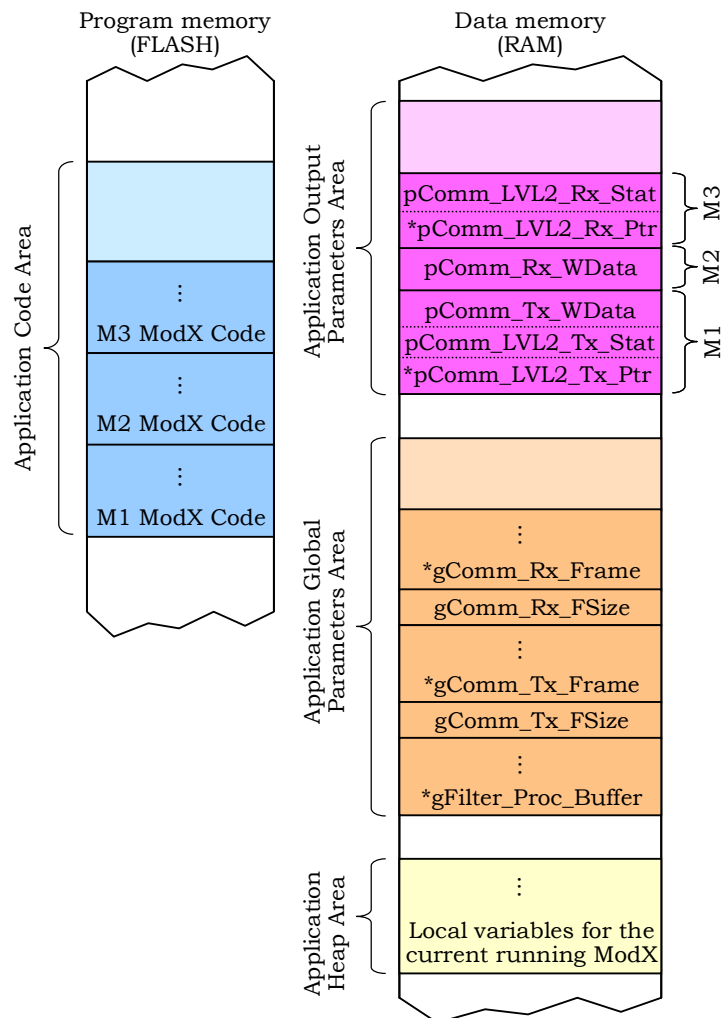 Program memory
(FLASH)
Application Code Area
⋮
M3 ModX Code
⋮
M2 ModX Code
⋮
M1 ModX Code
Data memory
(RAM)
Application Output
Parameters Area
pComm_LVL2_Rx_Stat
*pComm_LVL2_Rx_Ptr
M3
pComm_Rx_WData
M2
pComm_Tx_WData
pComm_LVL2_Tx_Stat
*pComm_LVL2_Tx_Ptr
M1
Application Global
Parameters Area
⋮
*gComm_Rx_Frame
gComm_Rx_FSize
⋮
*gComm_Tx_Frame
gComm_Tx_FSize
⋮
*gFilter_Proc_Buffer
Application
Heap Area
⋮
Local variables for the
current running ModX